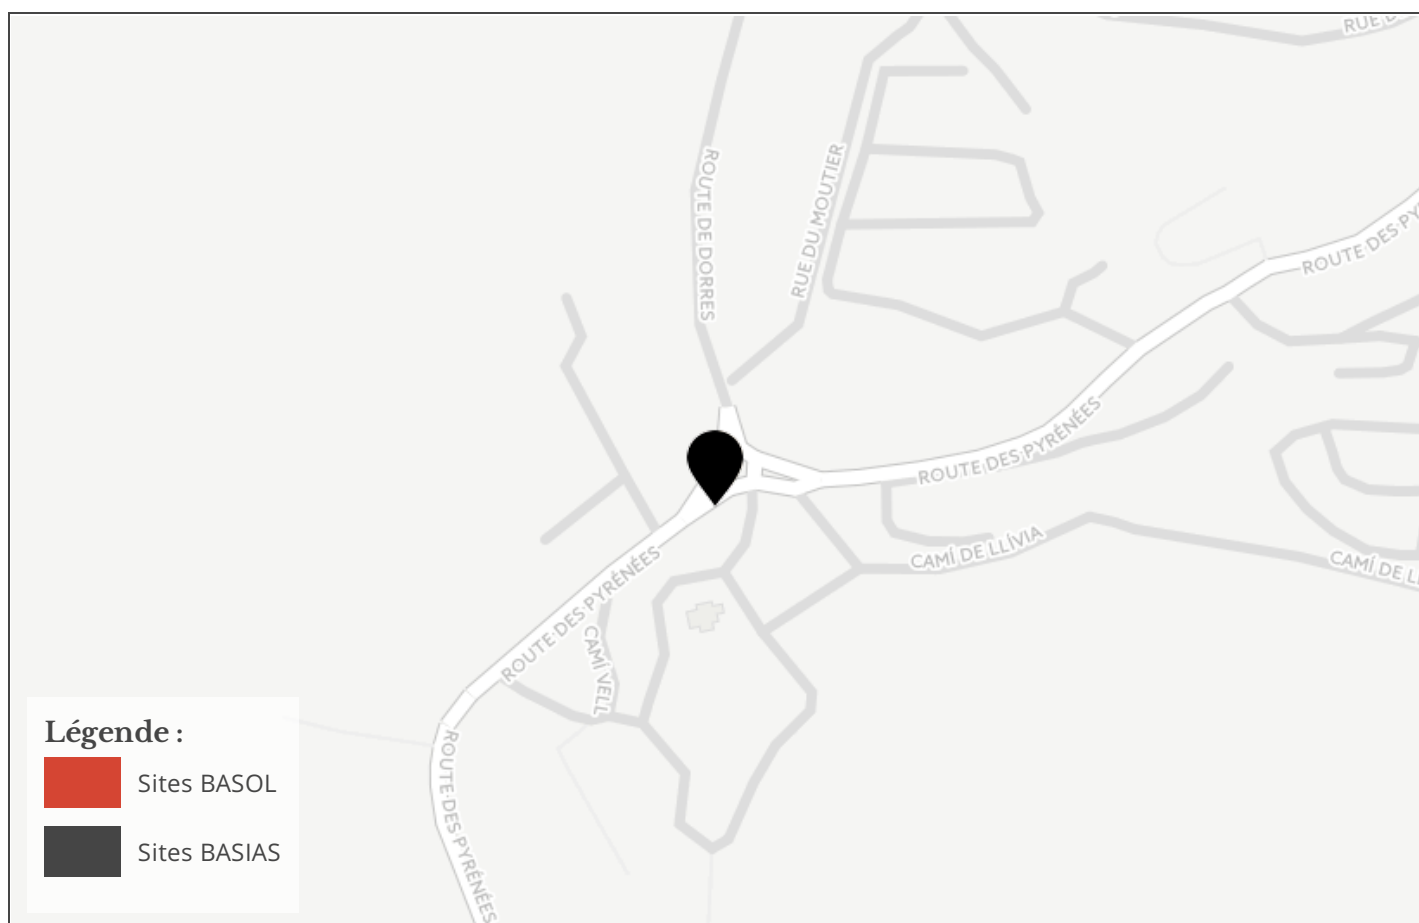 RUE D
ROUTE DE DORRES
RUE DU MOUTIER
ROUTE DES PY
ROUTE DES PYRÉNÉES
CAMÍ DE LLÍVIA
CAMÍ DE L
ROUTE DES PYRÉNÉES
CAMÍ VELL
ROUTE DES PYRÉNÉES
Légende :
Sites BASOL
Sites BASIAS